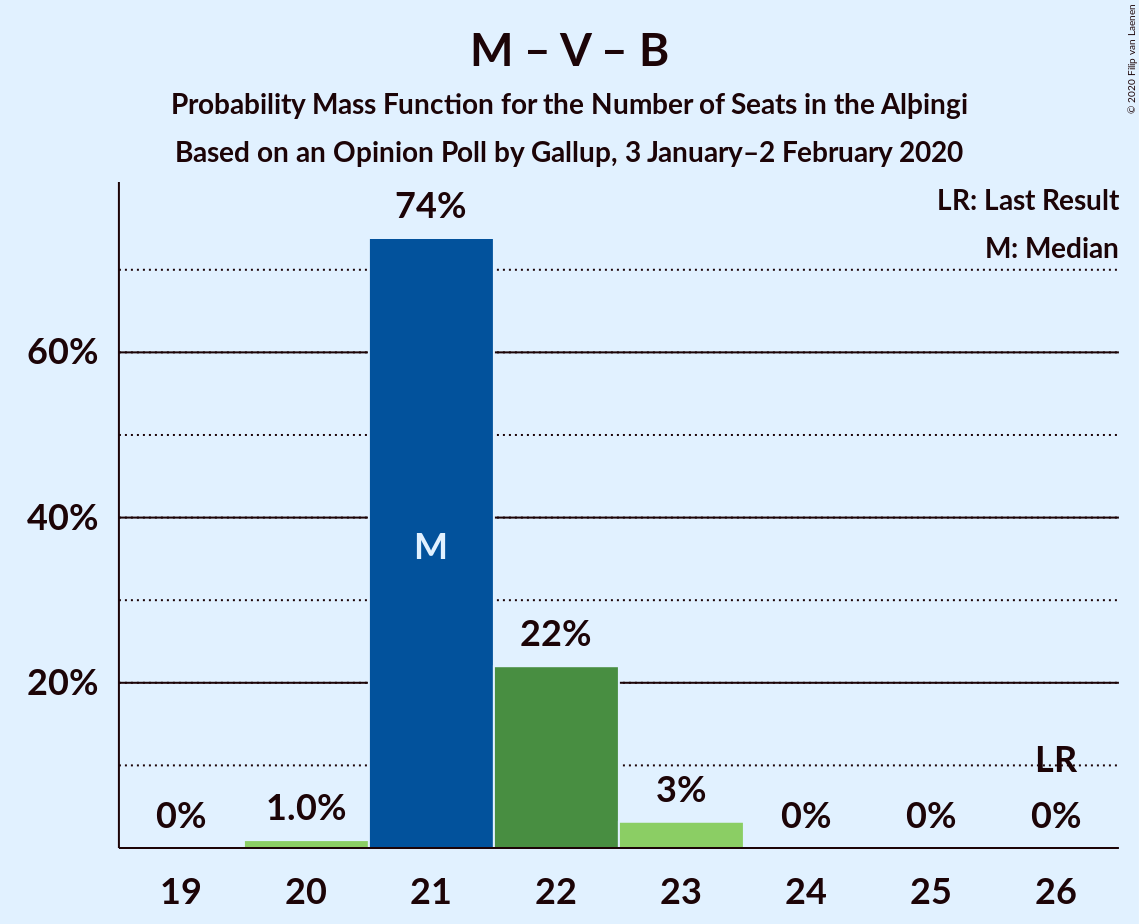 M – V – B
Probability Mass Function for the Number of Seats in the Alþingi
Based on an Opinion Poll by Gallup, 3 January–2 February 2020
© 2020 Filip van Laenen
LR: Last Result
M: Median
74%
60%
M
40%
22%
20%
LR
0%
1.0%
3%
0%
0%
0%
19
20
21
22
23
24
25
26